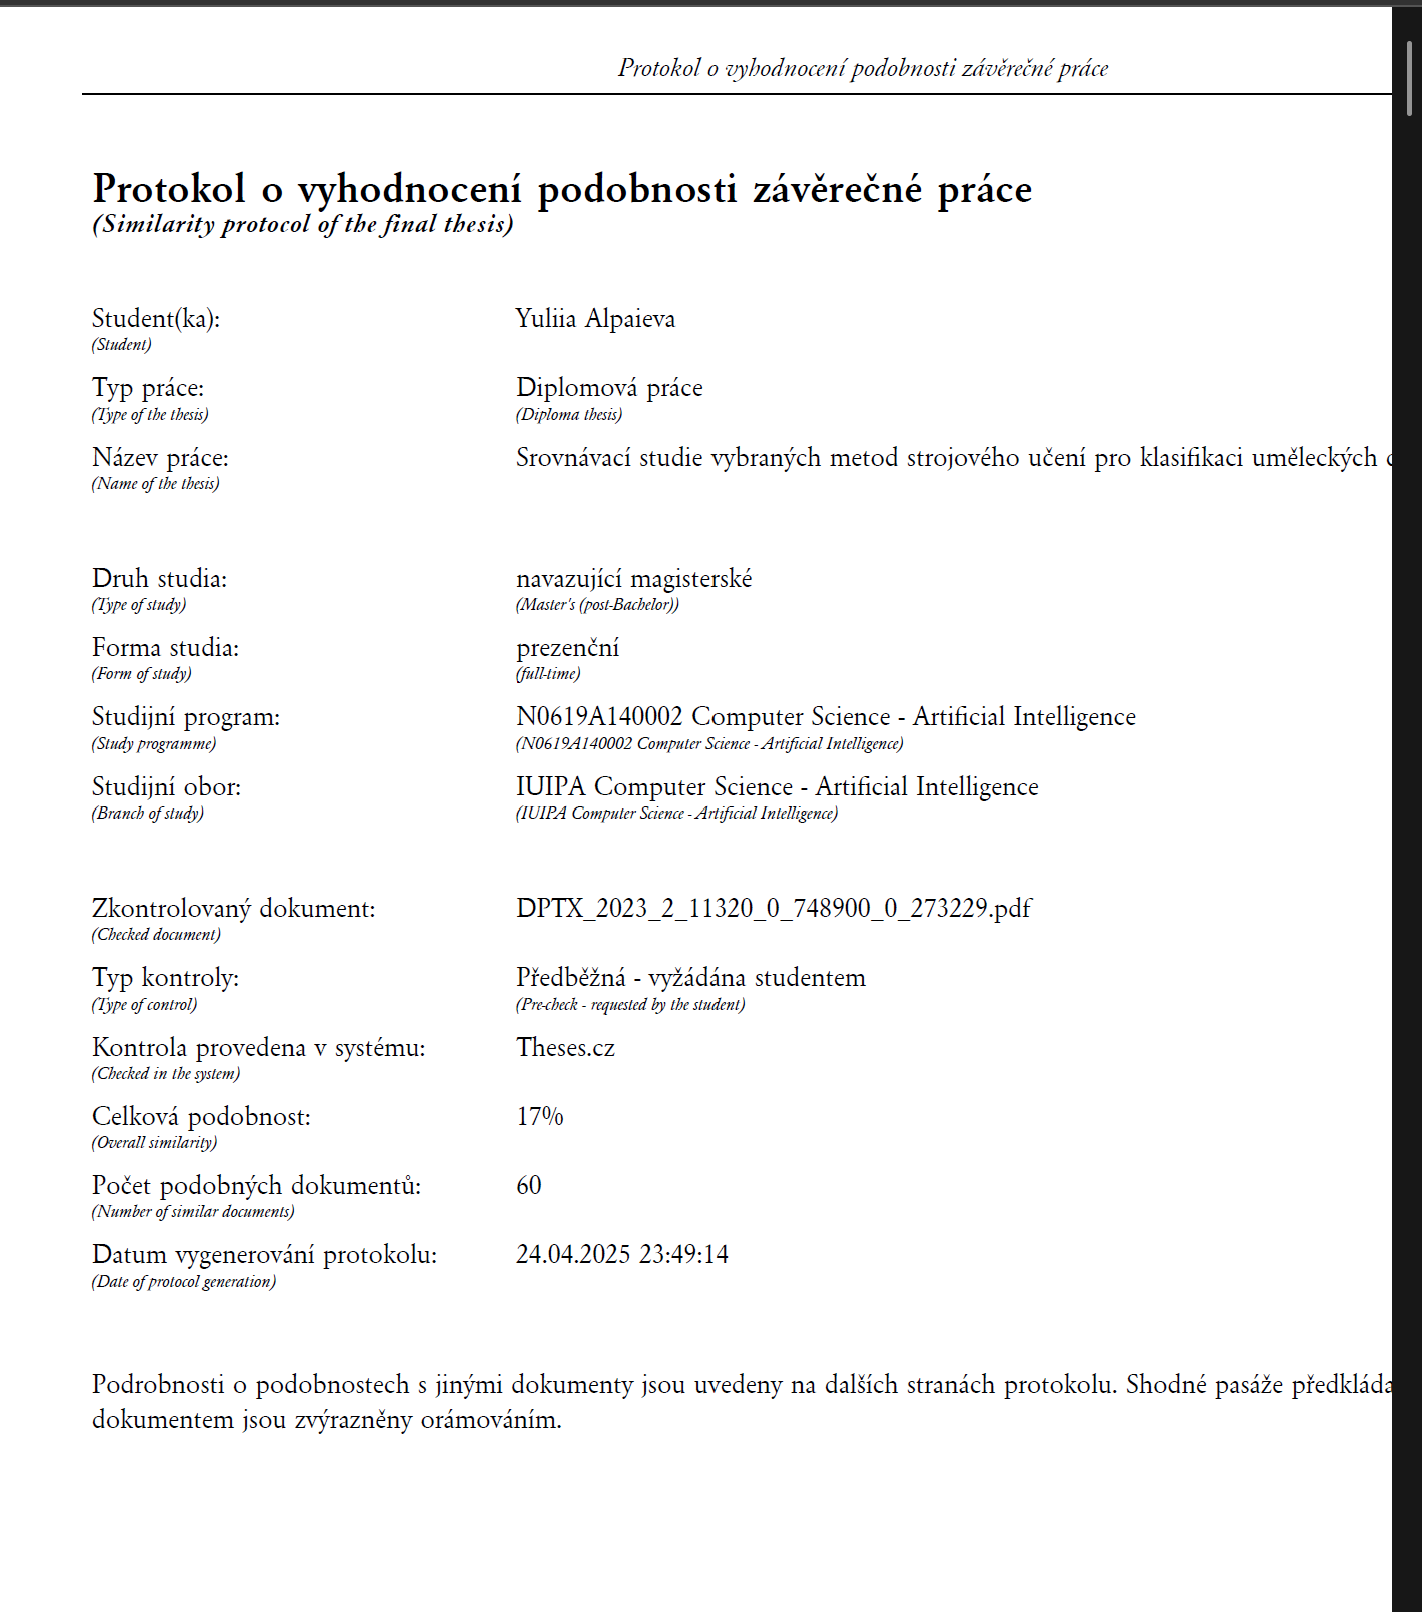 Protokol o vyhodnocení podobnosti závěrečné práce
Protokol o vyhodnocení podobnosti závěrečné práce
(Similarity protocol of the final thesis)
Student(ka): Yuliia Alpaieva
(Student)
Typ práce: Diplomová práce
(Type of the thesis) (Diploma thesis)
Název práce: Srovnávací studie vybraných metod strojového učení pro klasifikaci uměleckých
(Name of the thesis)
Druh studia: navazující magisterské
(Type of study) (Master's (post-Bachelor))
Forma studia: prezenční
(Form of study) (full-time)
Studijní program: N0619A140002 Computer Science - Artificial Intelligence
(Study programme) (N0619A140002 Computer Science - Artificial Intelligence)
Studijní obor: IUIPA Computer Science - Artificial Intelligence
(Branch of study) (IUIPA Computer Science - Artificial Intelligence)
Zkontrolovaný dokument: DPTX_2023_2_11320_0_748900_0_273229.pdf
(Checked document)
Typ kontroly: Předběžná - vyžádána studentem
(Type of control) (Pre-check - requested by the student)
Kontrola provedena v systému: Theses.cz
(Checked in the system)
Celková podobnost: 17%
(Overall similarity)
Počet podobných dokumentů: 60
(Number of similar documents)
Datum vygenerování protokolu: 24.04.2025 23:49:14
(Date of protocol generation)
Podrobnosti o podobnostech s jinými dokumenty jsou uvedeny na dalších stranách protokolu. Shodné pasáže předkláda
dokumentem jsou zvýrazněny orámováním.